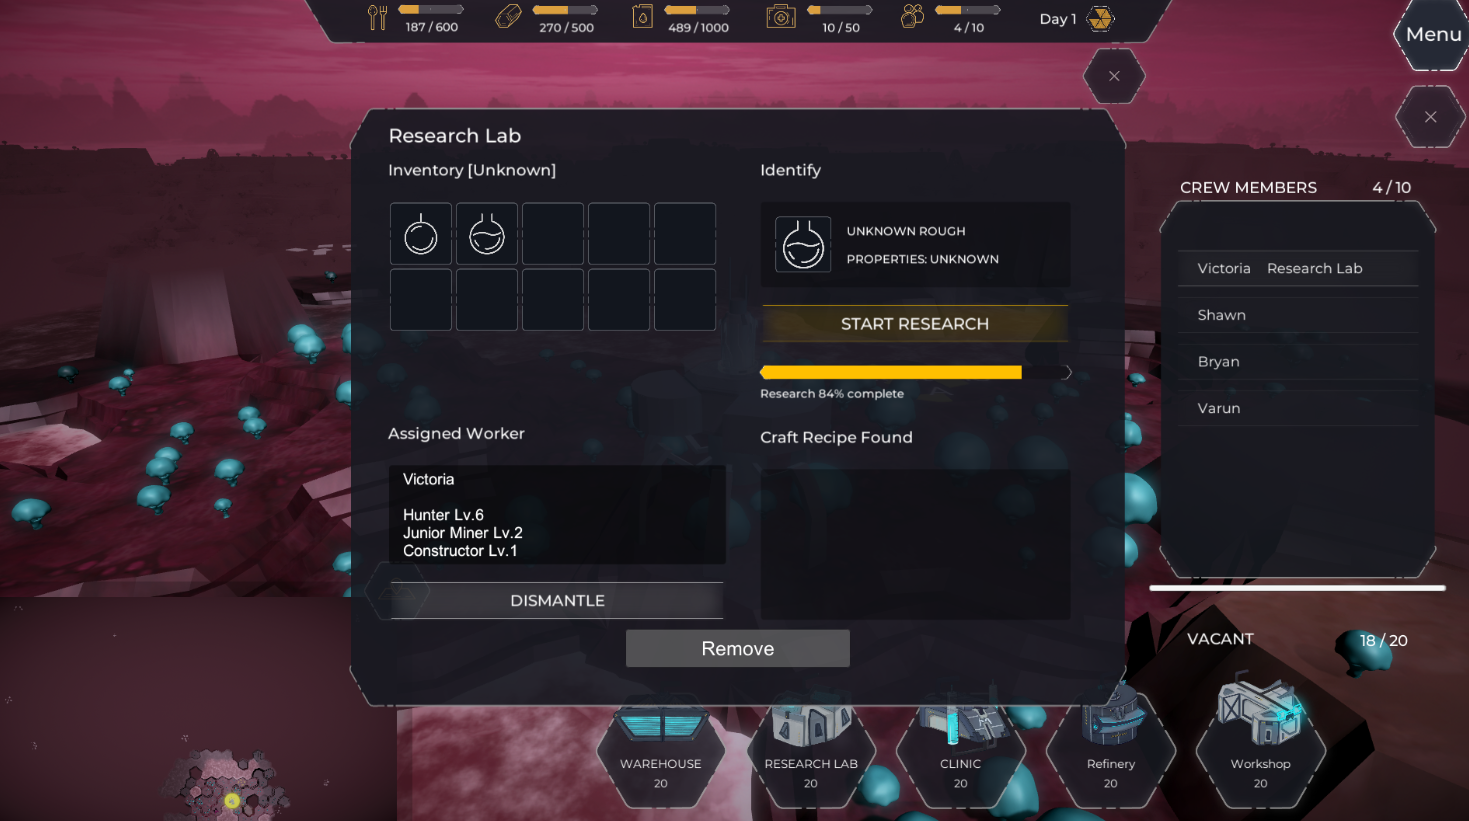 187 / 600
270 / 500
489 / 1000
10 / 50
4 / 10
Day 1
Menu
Research Lab
Inventory [Unknown]
Identify
UNKNOWN ROUGH
PROPERTIES: UNKNOWN
START RESEARCH
Research 84% complete
Assigned Worker
Victoria
Hunter Lv.6
Junior Miner Lv.2
Constructor Lv.1
DISMANTLE
Craft Recipe Found
Remove
CREW MEMBERS 4 / 10
Victoria Research Lab
Shawn
Bryan
Varun
VACANT 18 / 20
WAREHOUSE
20
RESEARCH LAB
20
CLINIC
20
Refinery
20
Workshop
20